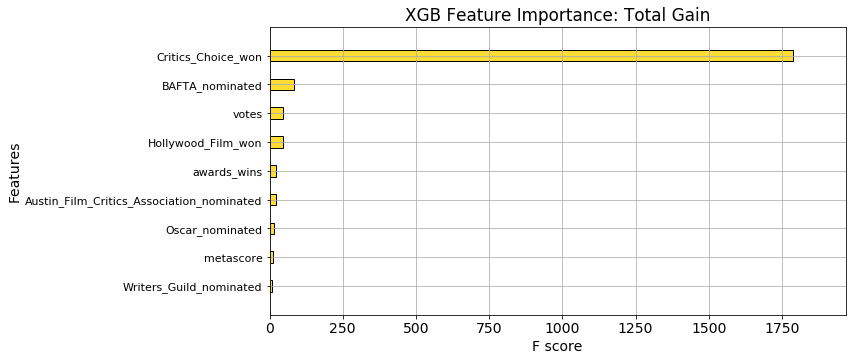 XGB Feature Importance: Total Gain
Features
Critics_Choice_won
BAFTA_nominated
votes
Hollywood_Film_won
awards_wins
Austin_Film_Critics_Association_nominated
Oscar_nominated
metascore
Writers_Guild_nominated
0 250 500 750 1000 1250 1500 1750
F score